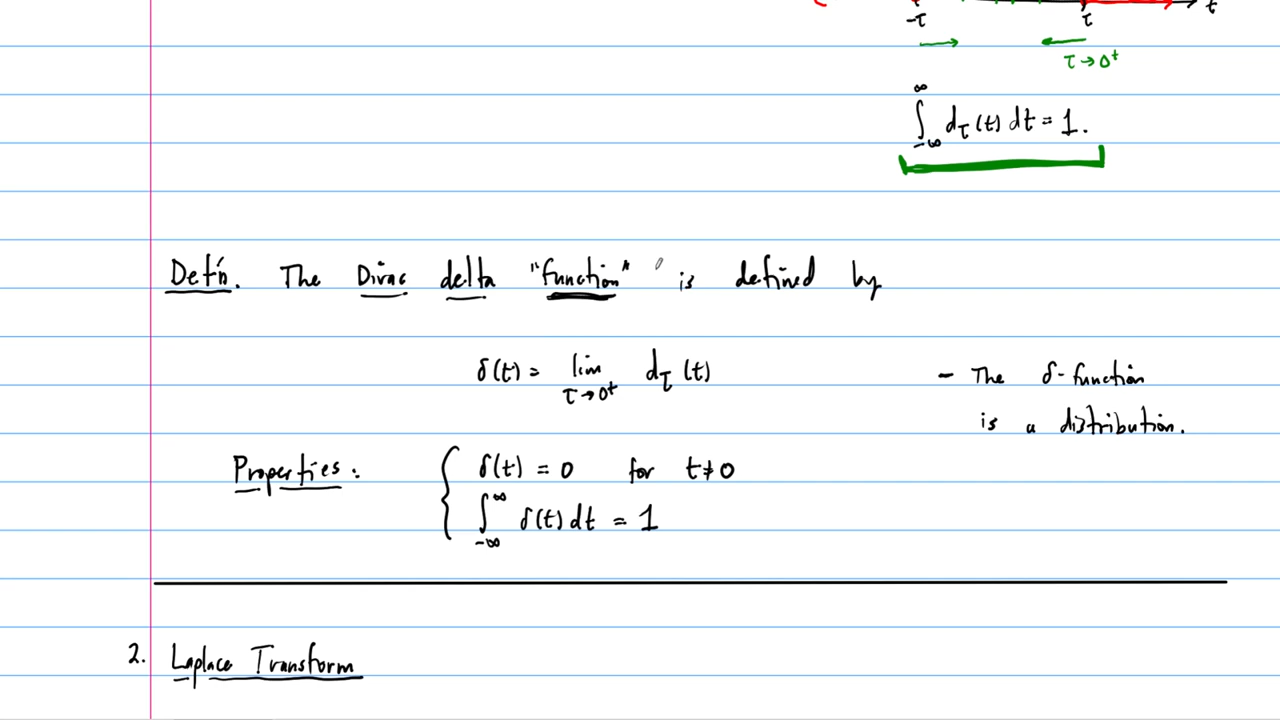 -τ τ t
τ→0⁺
∫_{-∞}^{∞} d_τ(t) dt = 1.
Def'n. The Dirac delta "function" is defined by
δ(t) = lim_{τ→0⁺} d_τ(t)
- The δ-function
is a distribution.
Properties: { δ(t) = 0 for t≠0
∫_{-∞}^{∞} δ(t) dt = 1
2. Laplace Transform